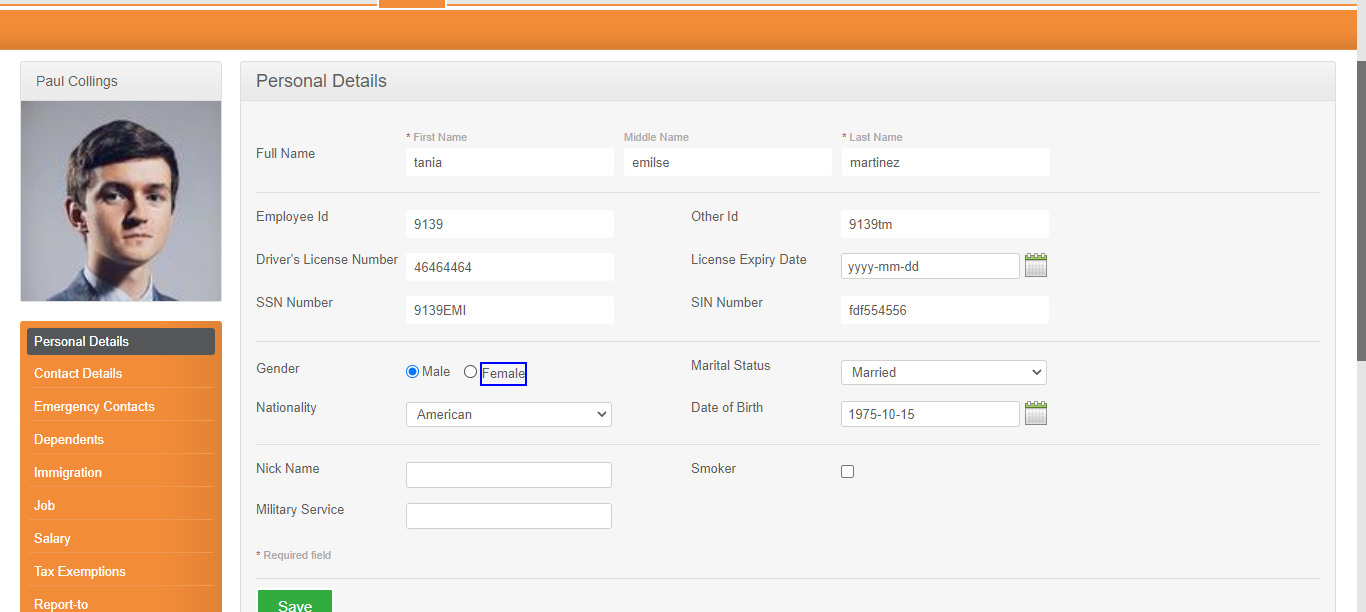 Paul Collings
Personal Details
Contact Details
Emergency Contacts
Dependents
Immigration
Job
Salary
Tax Exemptions
Report-to
Personal Details
* First Name Middle Name * Last Name
Full Name tania emilse martinez
Employee Id 9139 Other Id 9139tm
Driver's License Number 46464464 License Expiry Date yyyy-mm-dd
SSN Number 9139EMI SIN Number fdf554556
Gender Male Female Marital Status Married
Nationality American Date of Birth 1975-10-15
Nick Name Smoker
Military Service
* Required field
Save